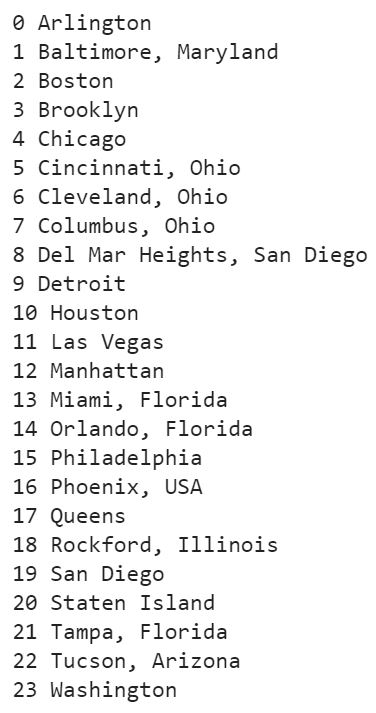 0 Arlington
1 Baltimore, Maryland
2 Boston
3 Brooklyn
4 Chicago
5 Cincinnati, Ohio
6 Cleveland, Ohio
7 Columbus, Ohio
8 Del Mar Heights, San Diego
9 Detroit
10 Houston
11 Las Vegas
12 Manhattan
13 Miami, Florida
14 Orlando, Florida
15 Philadelphia
16 Phoenix, USA
17 Queens
18 Rockford, Illinois
19 San Diego
20 Staten Island
21 Tampa, Florida
22 Tucson, Arizona
23 Washington